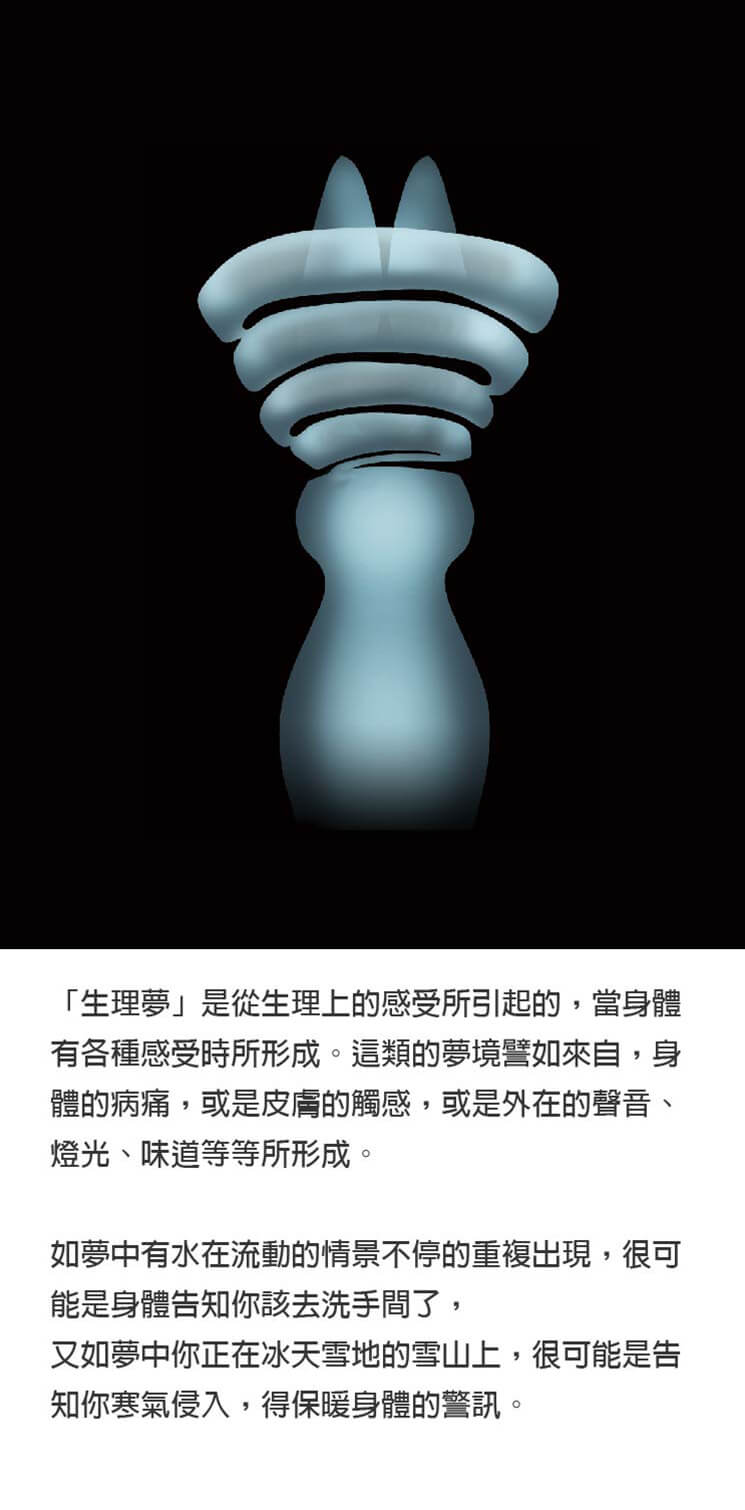 「生理夢」是從生理上的感受所引起的，當身體
有各種感受時所形成。這類的夢境譬如來自，身
體的病痛，或是皮膚的觸感，或是外在的聲音、
燈光、味道等等所形成。
如夢中有水在流動的情景不停的重複出現，很可
能是身體告知你該去洗手間了，
又如夢中你正在冰天雪地的雪山上，很可能是告
知你寒氣侵入，得保暖身體的警訊。